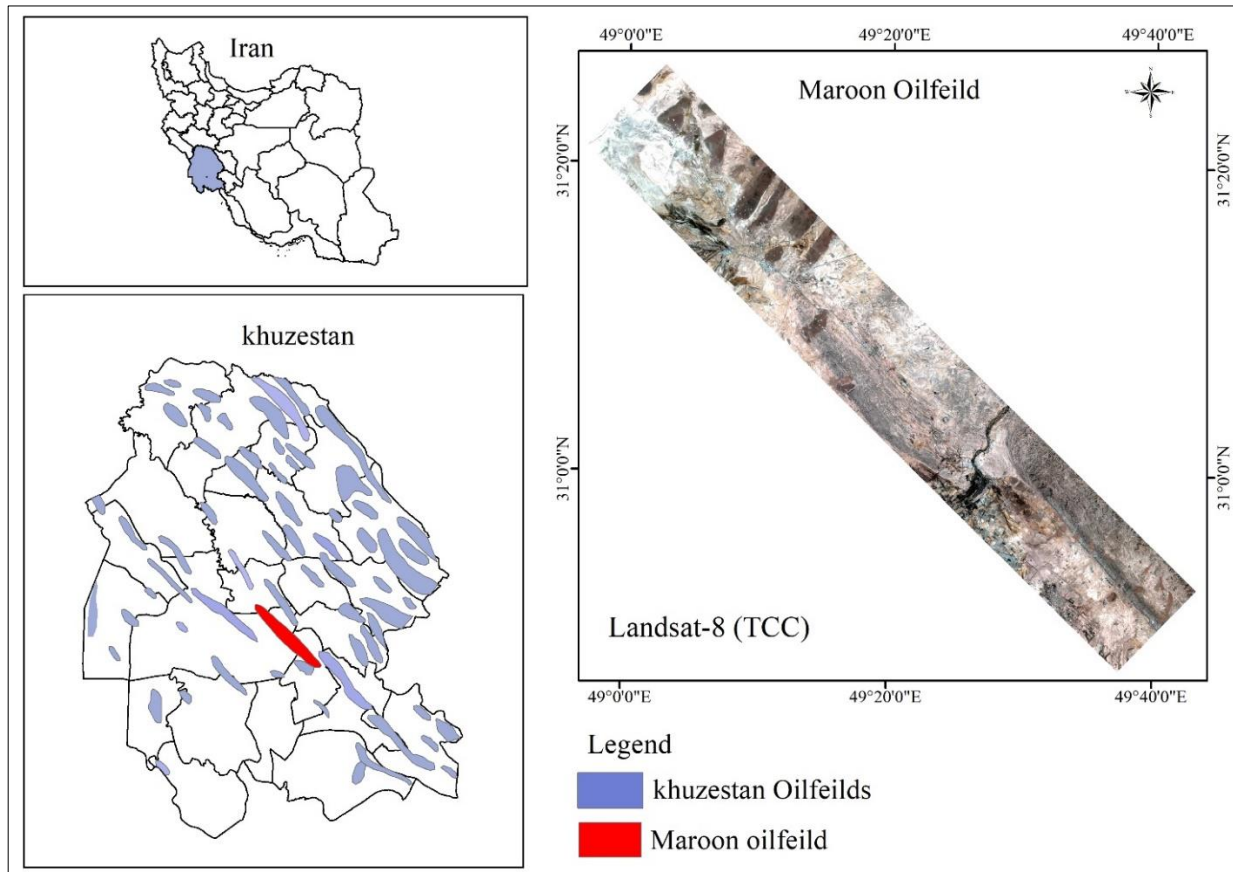 Iran
khuzestan
49°0'0"E
49°20'0"E
49°40'0"E
Maroon Oilfeild
N
31°20'0"N
31°20'0"N
31°0'0"N
31°0'0"N
Landsat-8 (TCC)
49°0'0"E
49°20'0"E
49°40'0"E
Legend
khuzestan Oilfeilds
Maroon oilfeild